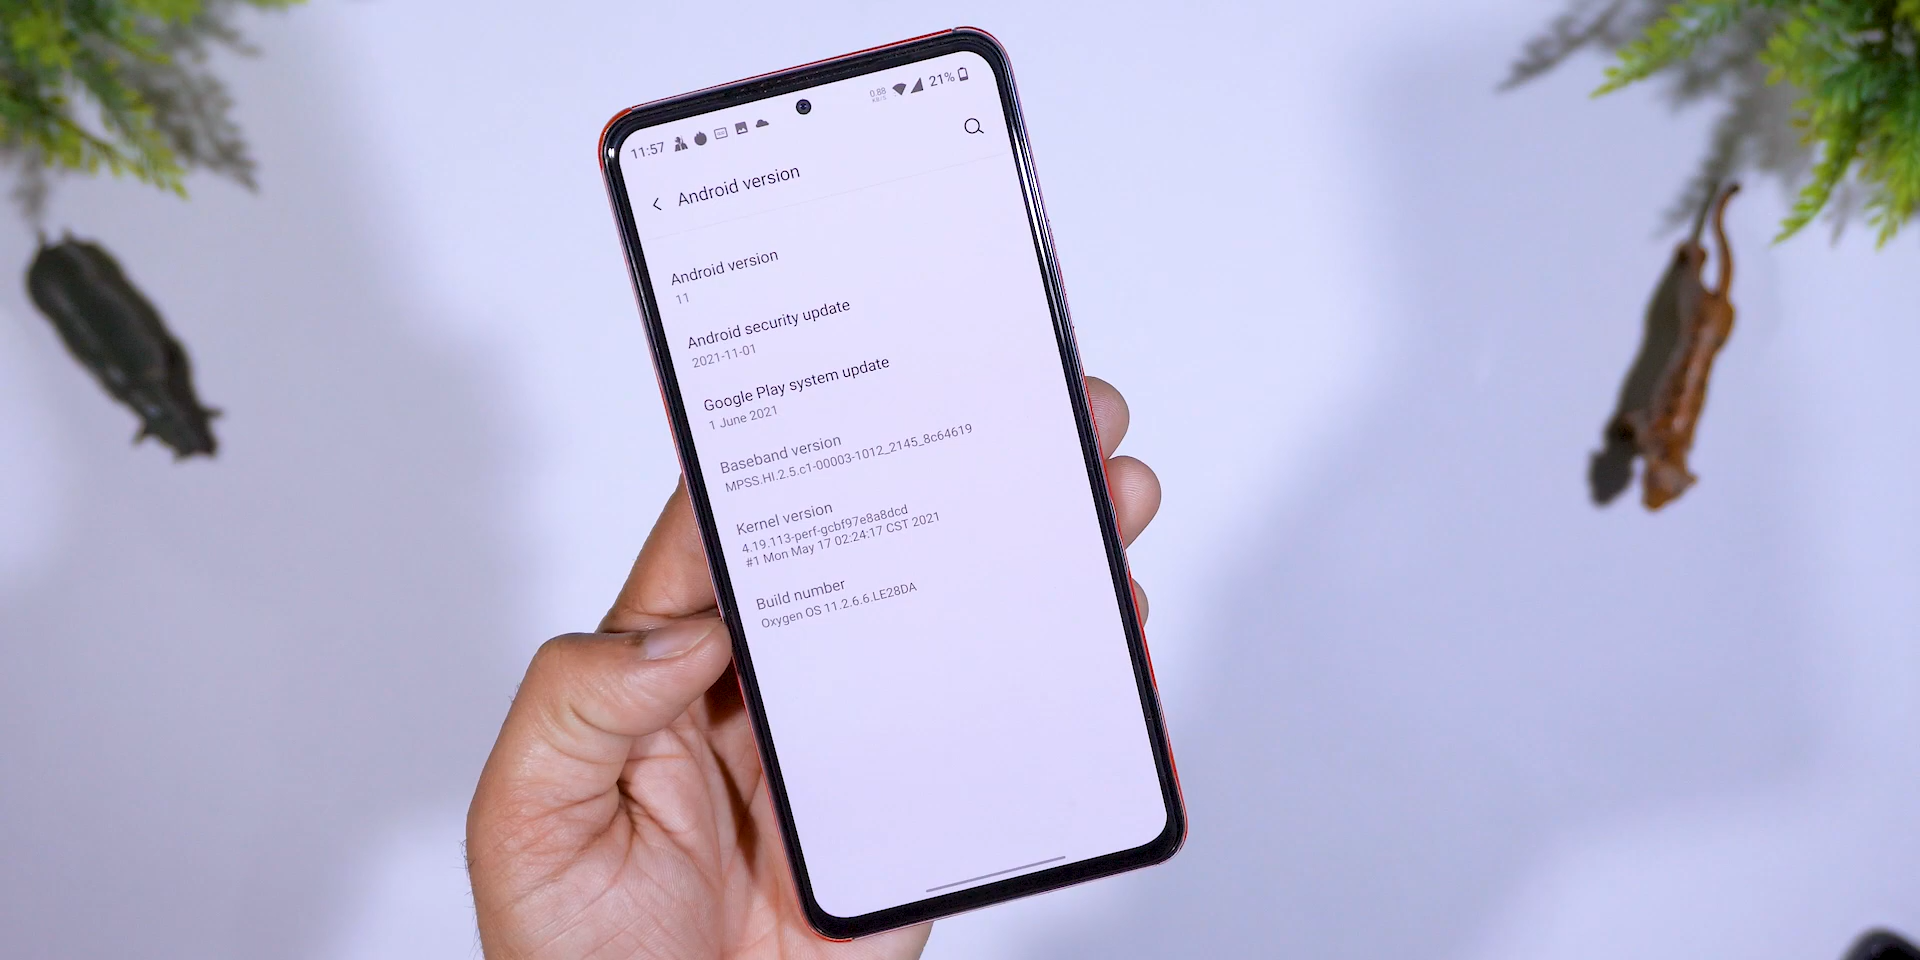 11:57
0.88
KB/S
21%
Android version
Android version
11
Android security update
2021-11-01
Google Play system update
1 June 2021
Baseband version
MPSS.HI.2.5.c1-00003-1012_2145_8c64619
Kernel version
4.19.113-perf-gcbf97e8a8dcd
#1 Mon May 17 02:24:17 CST 2021
Build number
Oxygen OS 11.2.6.6.LE28DA